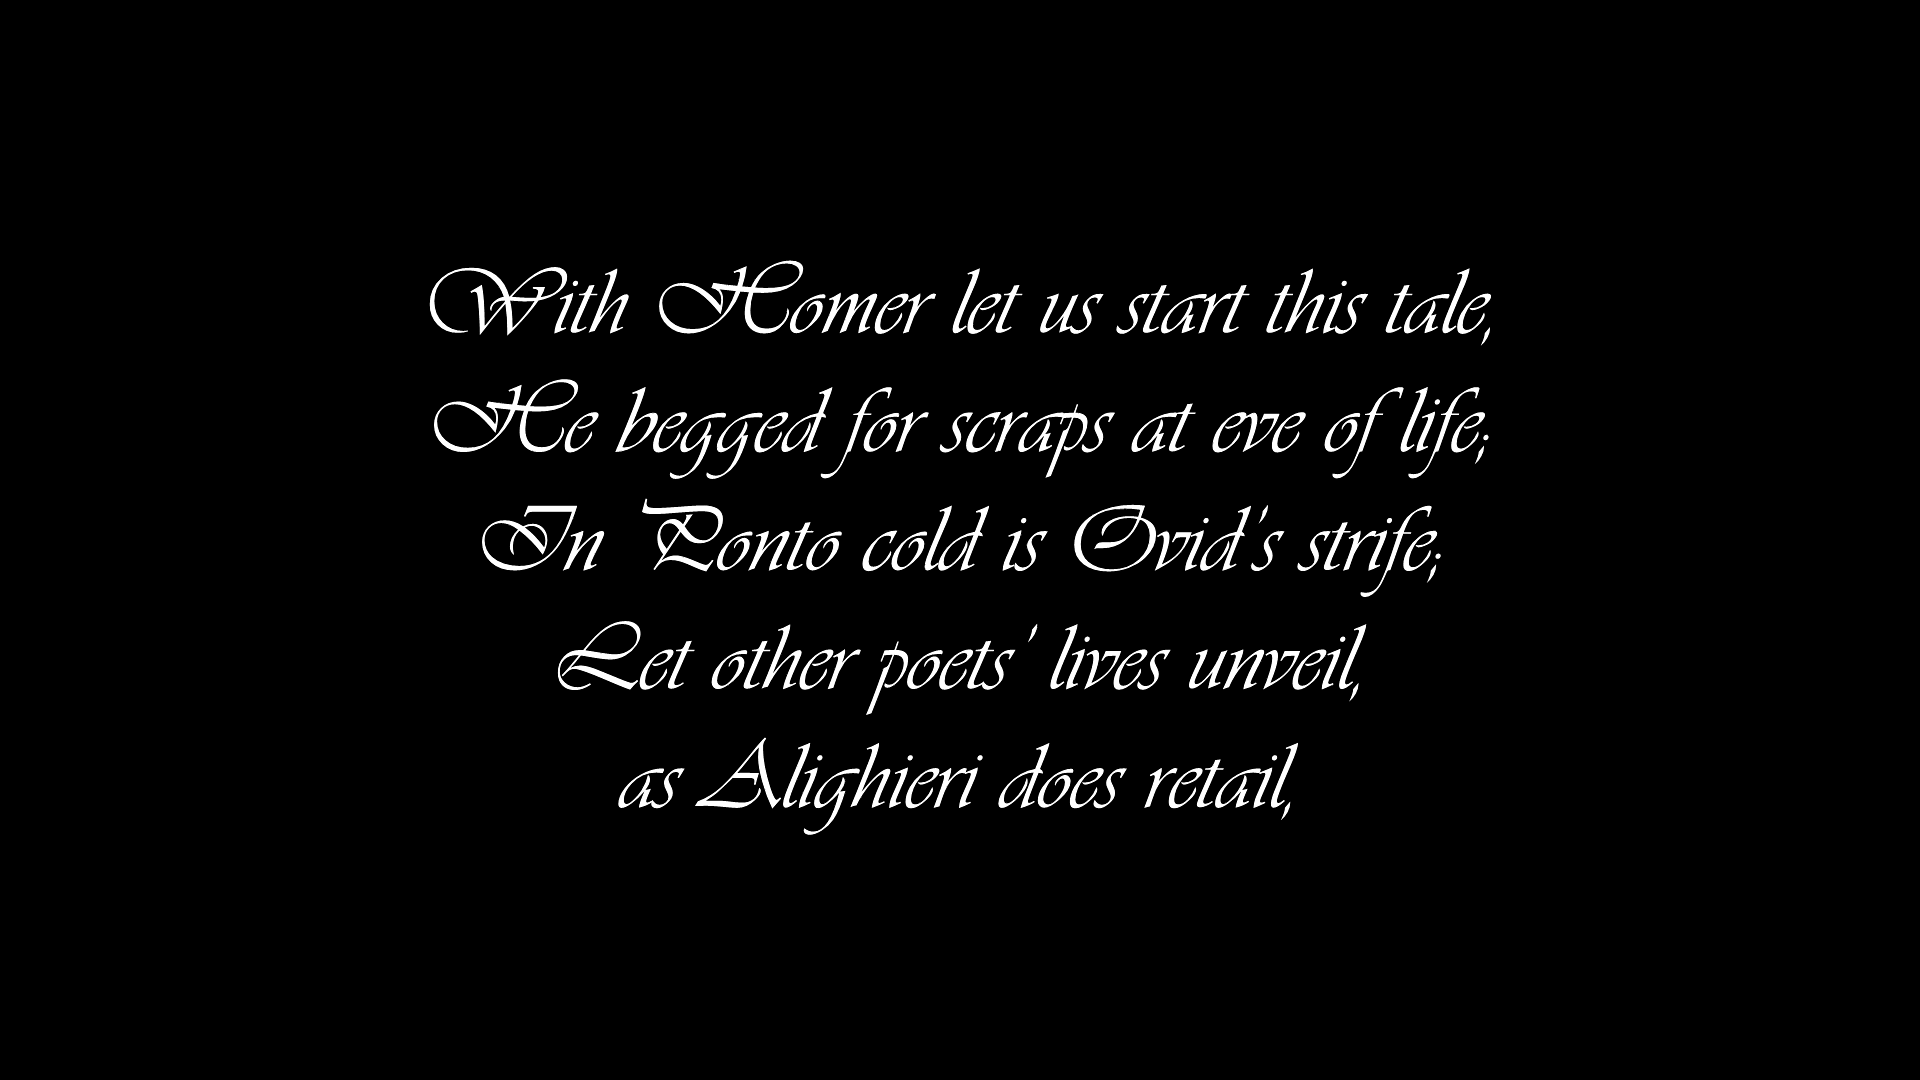 With Homer let us start this tale,
He begged for scraps at eve of life;
In Ponto cold is Ovid's strife;
Let other poets' lives unveil,
as Alighieri does retail,